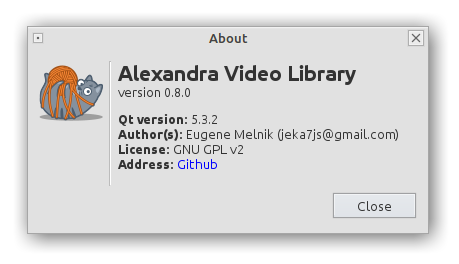 About
Alexandra Video Library
version 0.8.0
Qt version: 5.3.2
Author(s): Eugene Melnik (jeka7js@gmail.com)
License: GNU GPL v2
Address: Github
Close